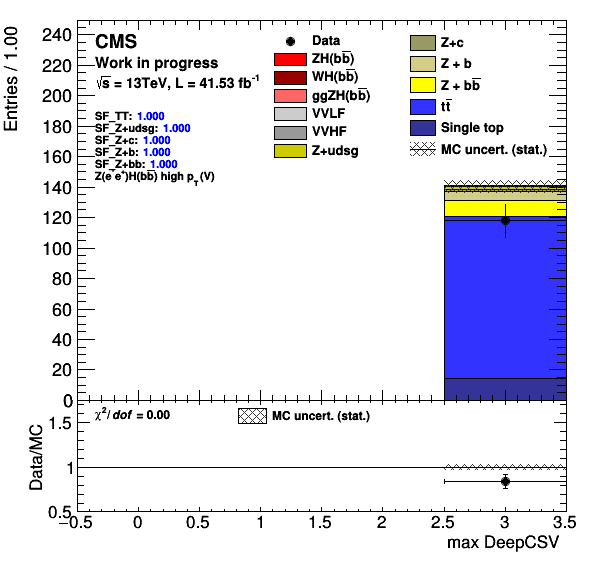 Entries / 1.00
240
220
200
180
160
140
120
100
80
60
40
20
0
CMS
Work in progress
√s = 13TeV, L = 41.53 fb⁻¹
SF_TT: 1.000
SF_Z+udsg: 1.000
SF_Z+c: 1.000
SF_Z+b: 1.000
SF_Z+bb: 1.000
Z(e⁻e⁺)H(bb̅) high p_T(V)
Data
ZH(bb̅)
WH(bb̅)
ggZH(bb̅)
VVLF
VVHF
Z+udsg
Z+c
Z + b
Z + bb̅
tt̅
Single top
MC uncert. (stat.)
Data/MC
1.5
1
0.5
χ²/dof = 0.00
MC uncert. (stat.)
−0.5 0 0.5 1 1.5 2 2.5 3 3.5
max DeepCSV